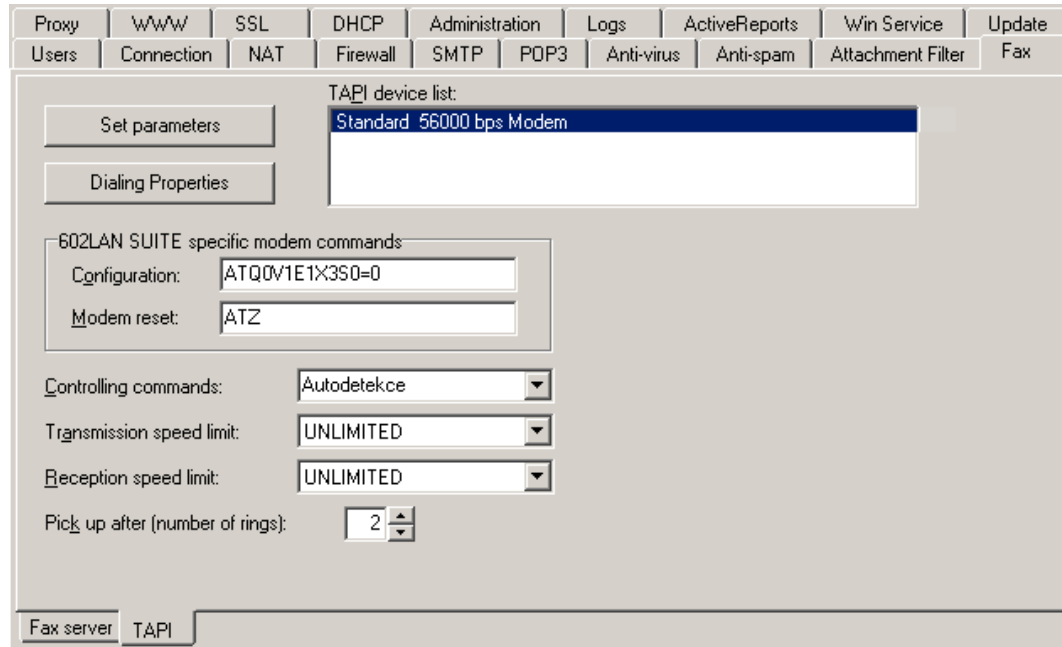 Proxy WWW SSL DHCP Administration Logs ActiveReports Win Service Update
Users Connection NAT Firewall SMTP POP3 Anti-virus Anti-spam Attachment Filter Fax
TAPI device list:
Set parameters
Standard 56000 bps Modem
Dialing Properties
602LAN SUITE specific modem commands
Configuration: ATQ0V1E1X3S0=0
Modem reset: ATZ
Controlling commands: Autodetekce
Transmission speed limit: UNLIMITED
Reception speed limit: UNLIMITED
Pick up after (number of rings): 2
Fax server TAPI